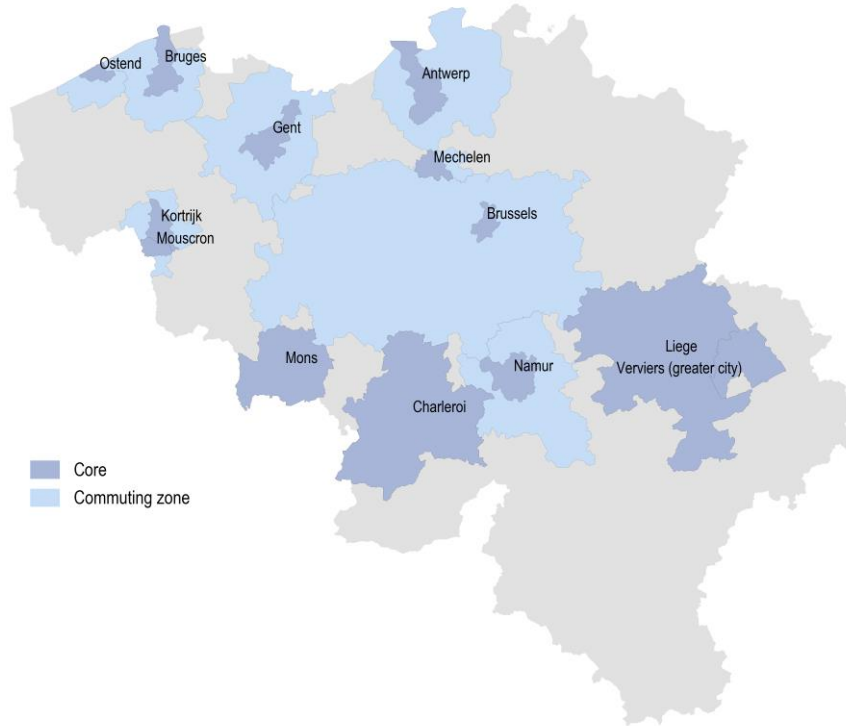 Ostend
Bruges
Antwerp
Gent
Mechelen
Kortrijk
Mouscron
Brussels
Mons
Liege
Verviers (greater city)
Namur
Charleroi
Core
Commuting zone